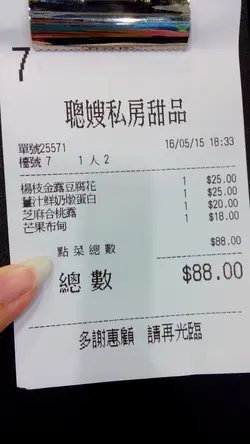 7
聰嫂私房甜品
單號25571 16/05/15 18:33
檯號 7 1 人 2
楊枝金露豆腐花 1 $25.00
汁鮮奶燉蛋白 1 $25.00
芝麻合桃露 1 $20.00
芒果布甸 1 $18.00
點菜總數 $88.00
總數 $88.00
多謝惠顧 請再光臨